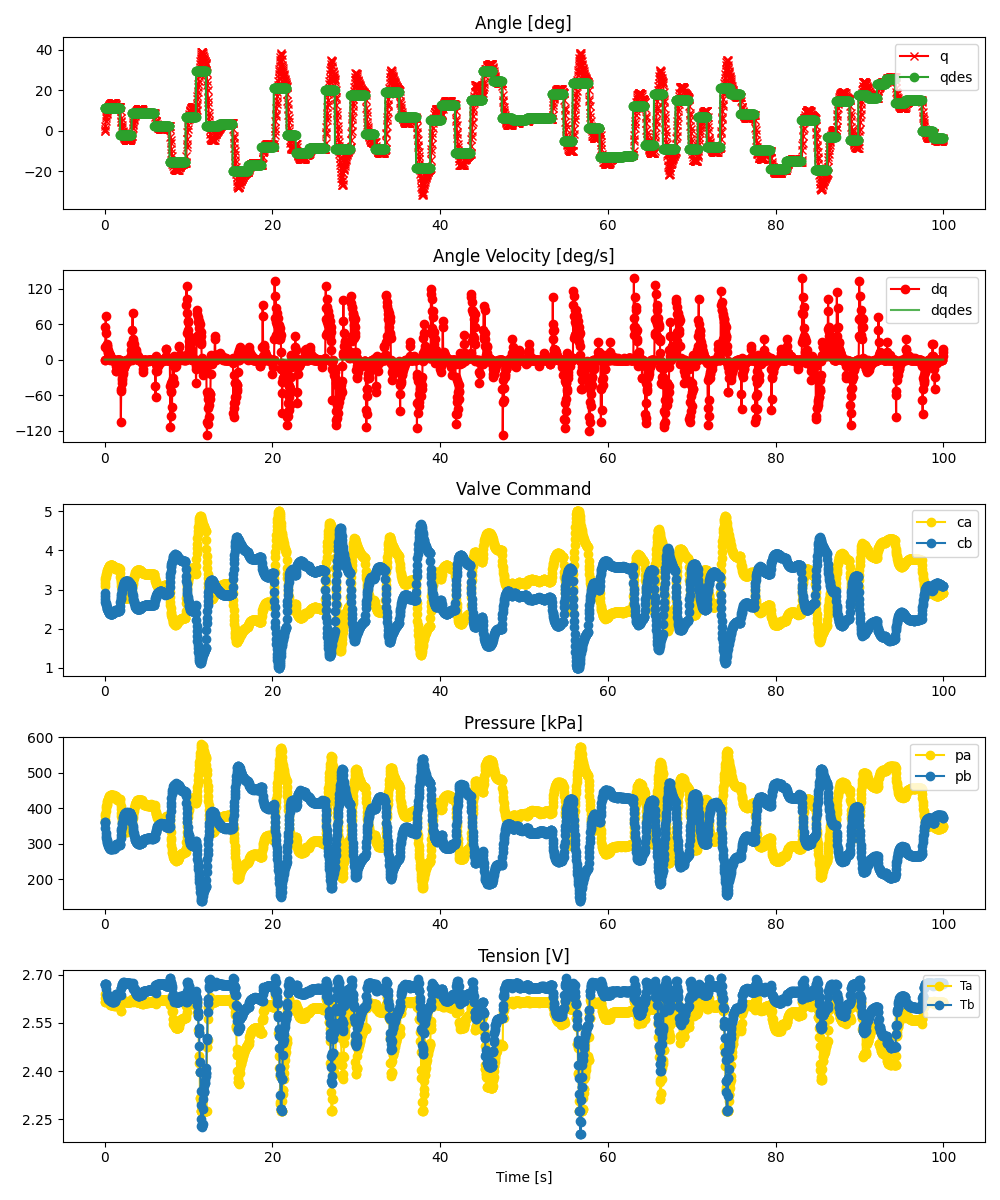 Angle [deg]
40
20
0
−20
q
qdes
0 20 40 60 80 100
Angle Velocity [deg/s]
120
60
0
−60
−120
dq
dqdes
0 20 40 60 80 100
Valve Command
5
4
3
2
1
ca
cb
0 20 40 60 80 100
Pressure [kPa]
600
500
400
300
200
pa
pb
0 20 40 60 80 100
Tension [V]
2.70
2.55
2.40
2.25
Ta
Tb
0 20 40 60 80 100
Time [s]